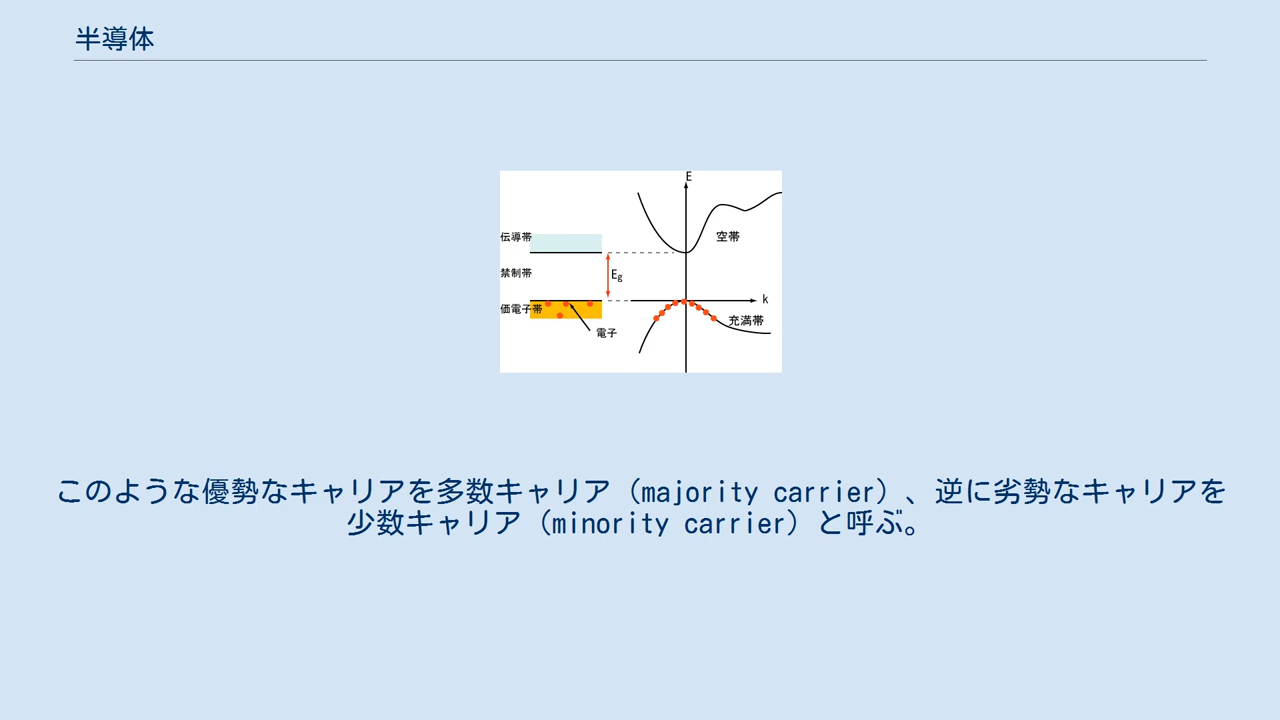 半導体
E
伝導帯
空帯
禁制帯
Eg
k
価電子帯
充満帯
電子
このような優勢なキャリアを多数キャリア（majority carrier）、逆に劣勢なキャリアを
少数キャリア（minority carrier）と呼ぶ。